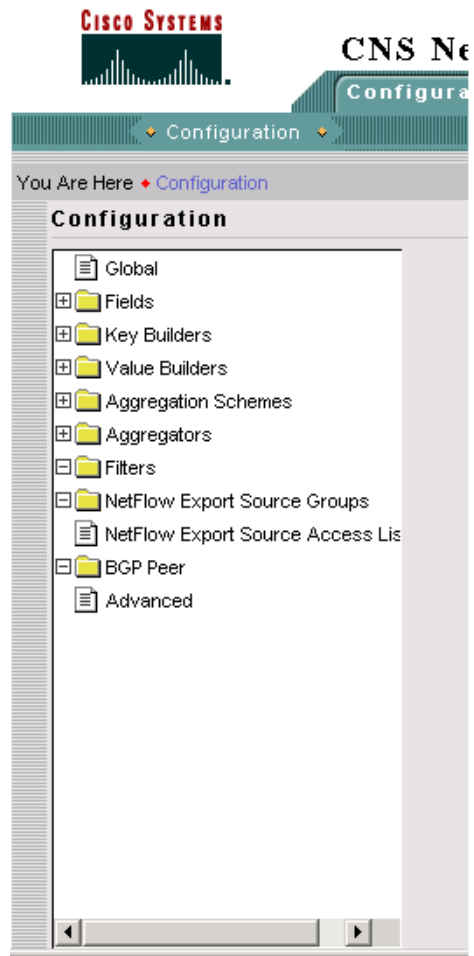 CISCO SYSTEMS
CNS Ne
Configura
Configuration
You Are Here Configuration
Configuration
Global
Fields
Key Builders
Value Builders
Aggregation Schemes
Aggregators
Filters
NetFlow Export Source Groups
NetFlow Export Source Access Lis
BGP Peer
Advanced